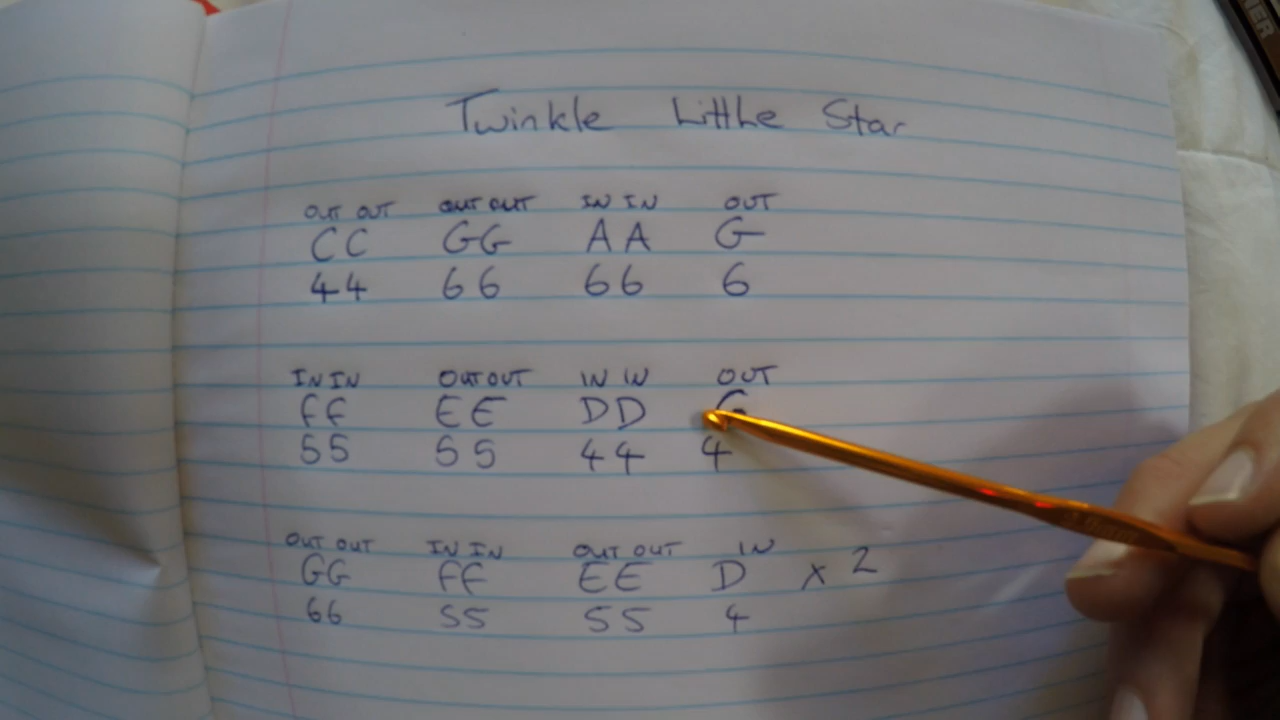 Twinkle Little Star
OUT OUT OUT OUT IN IN OUT
CC GG AA G
44 66 66 6
IN IN OUT OUT IN IN OUT
FF EE DD
55 55 44 4
OUT OUT IN IN OUT OUT IN
GG FF EE D x 2
66 55 55 4